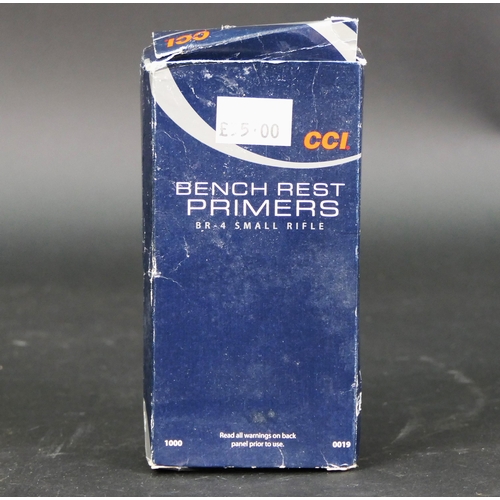 CCI
£.5.00
CCI
BENCH REST
PRIMERS
BR-4 SMALL RIFLE
Read all warnings on back
panel prior to use.
1000
0019